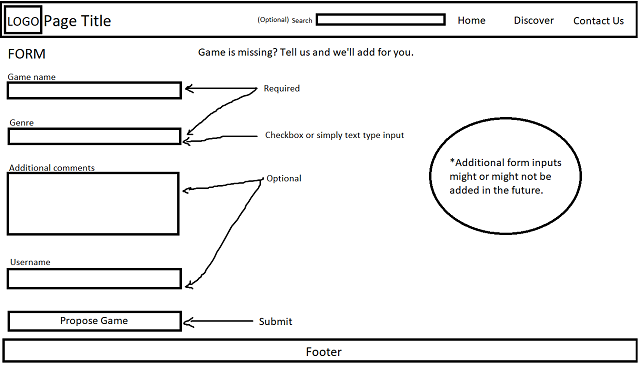 LOGO Page Title (Optional) Search Home Discover Contact Us
FORM
Game is missing? Tell us and we'll add for you.
Game name
Required
Genre
Checkbox or simply text type input
Additional comments
Optional
*Additional form inputs
might or might not be
added in the future.
Username
Propose Game
Submit
Footer